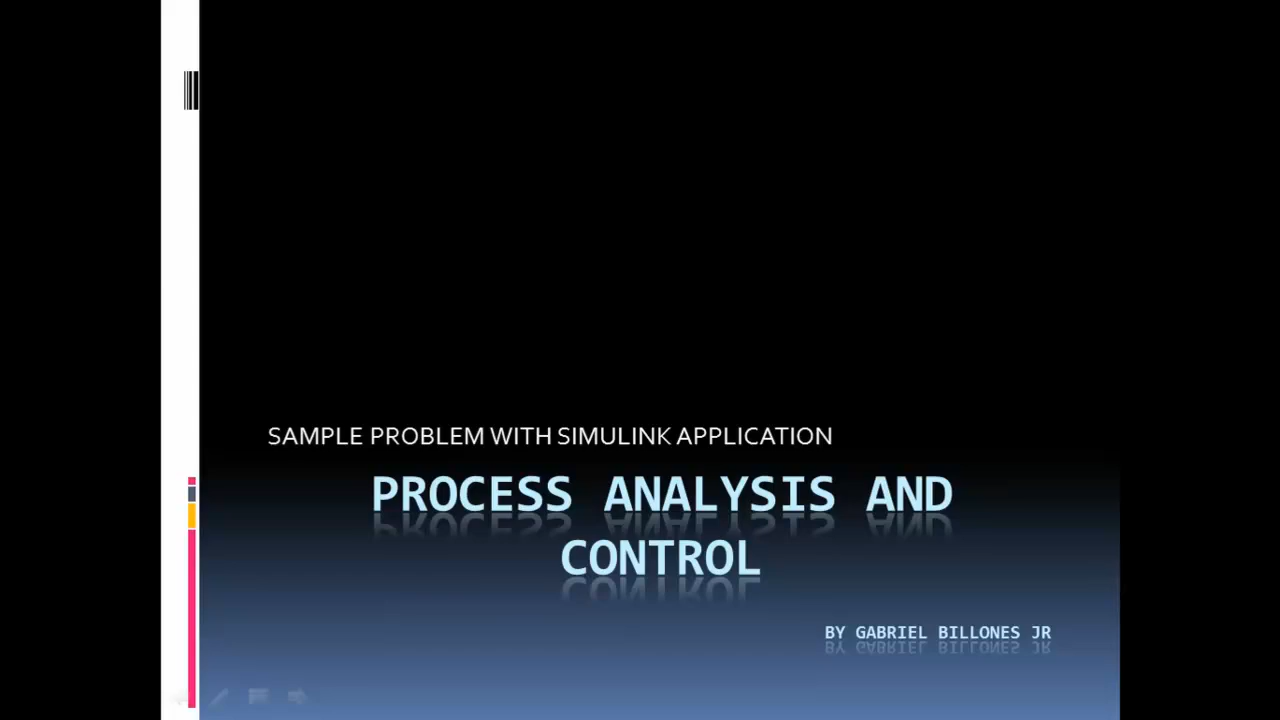 SAMPLE PROBLEM WITH SIMULINK APPLICATION
PROCESS ANALYSIS AND
CONTROL
BY GABRIEL BILLONES JR